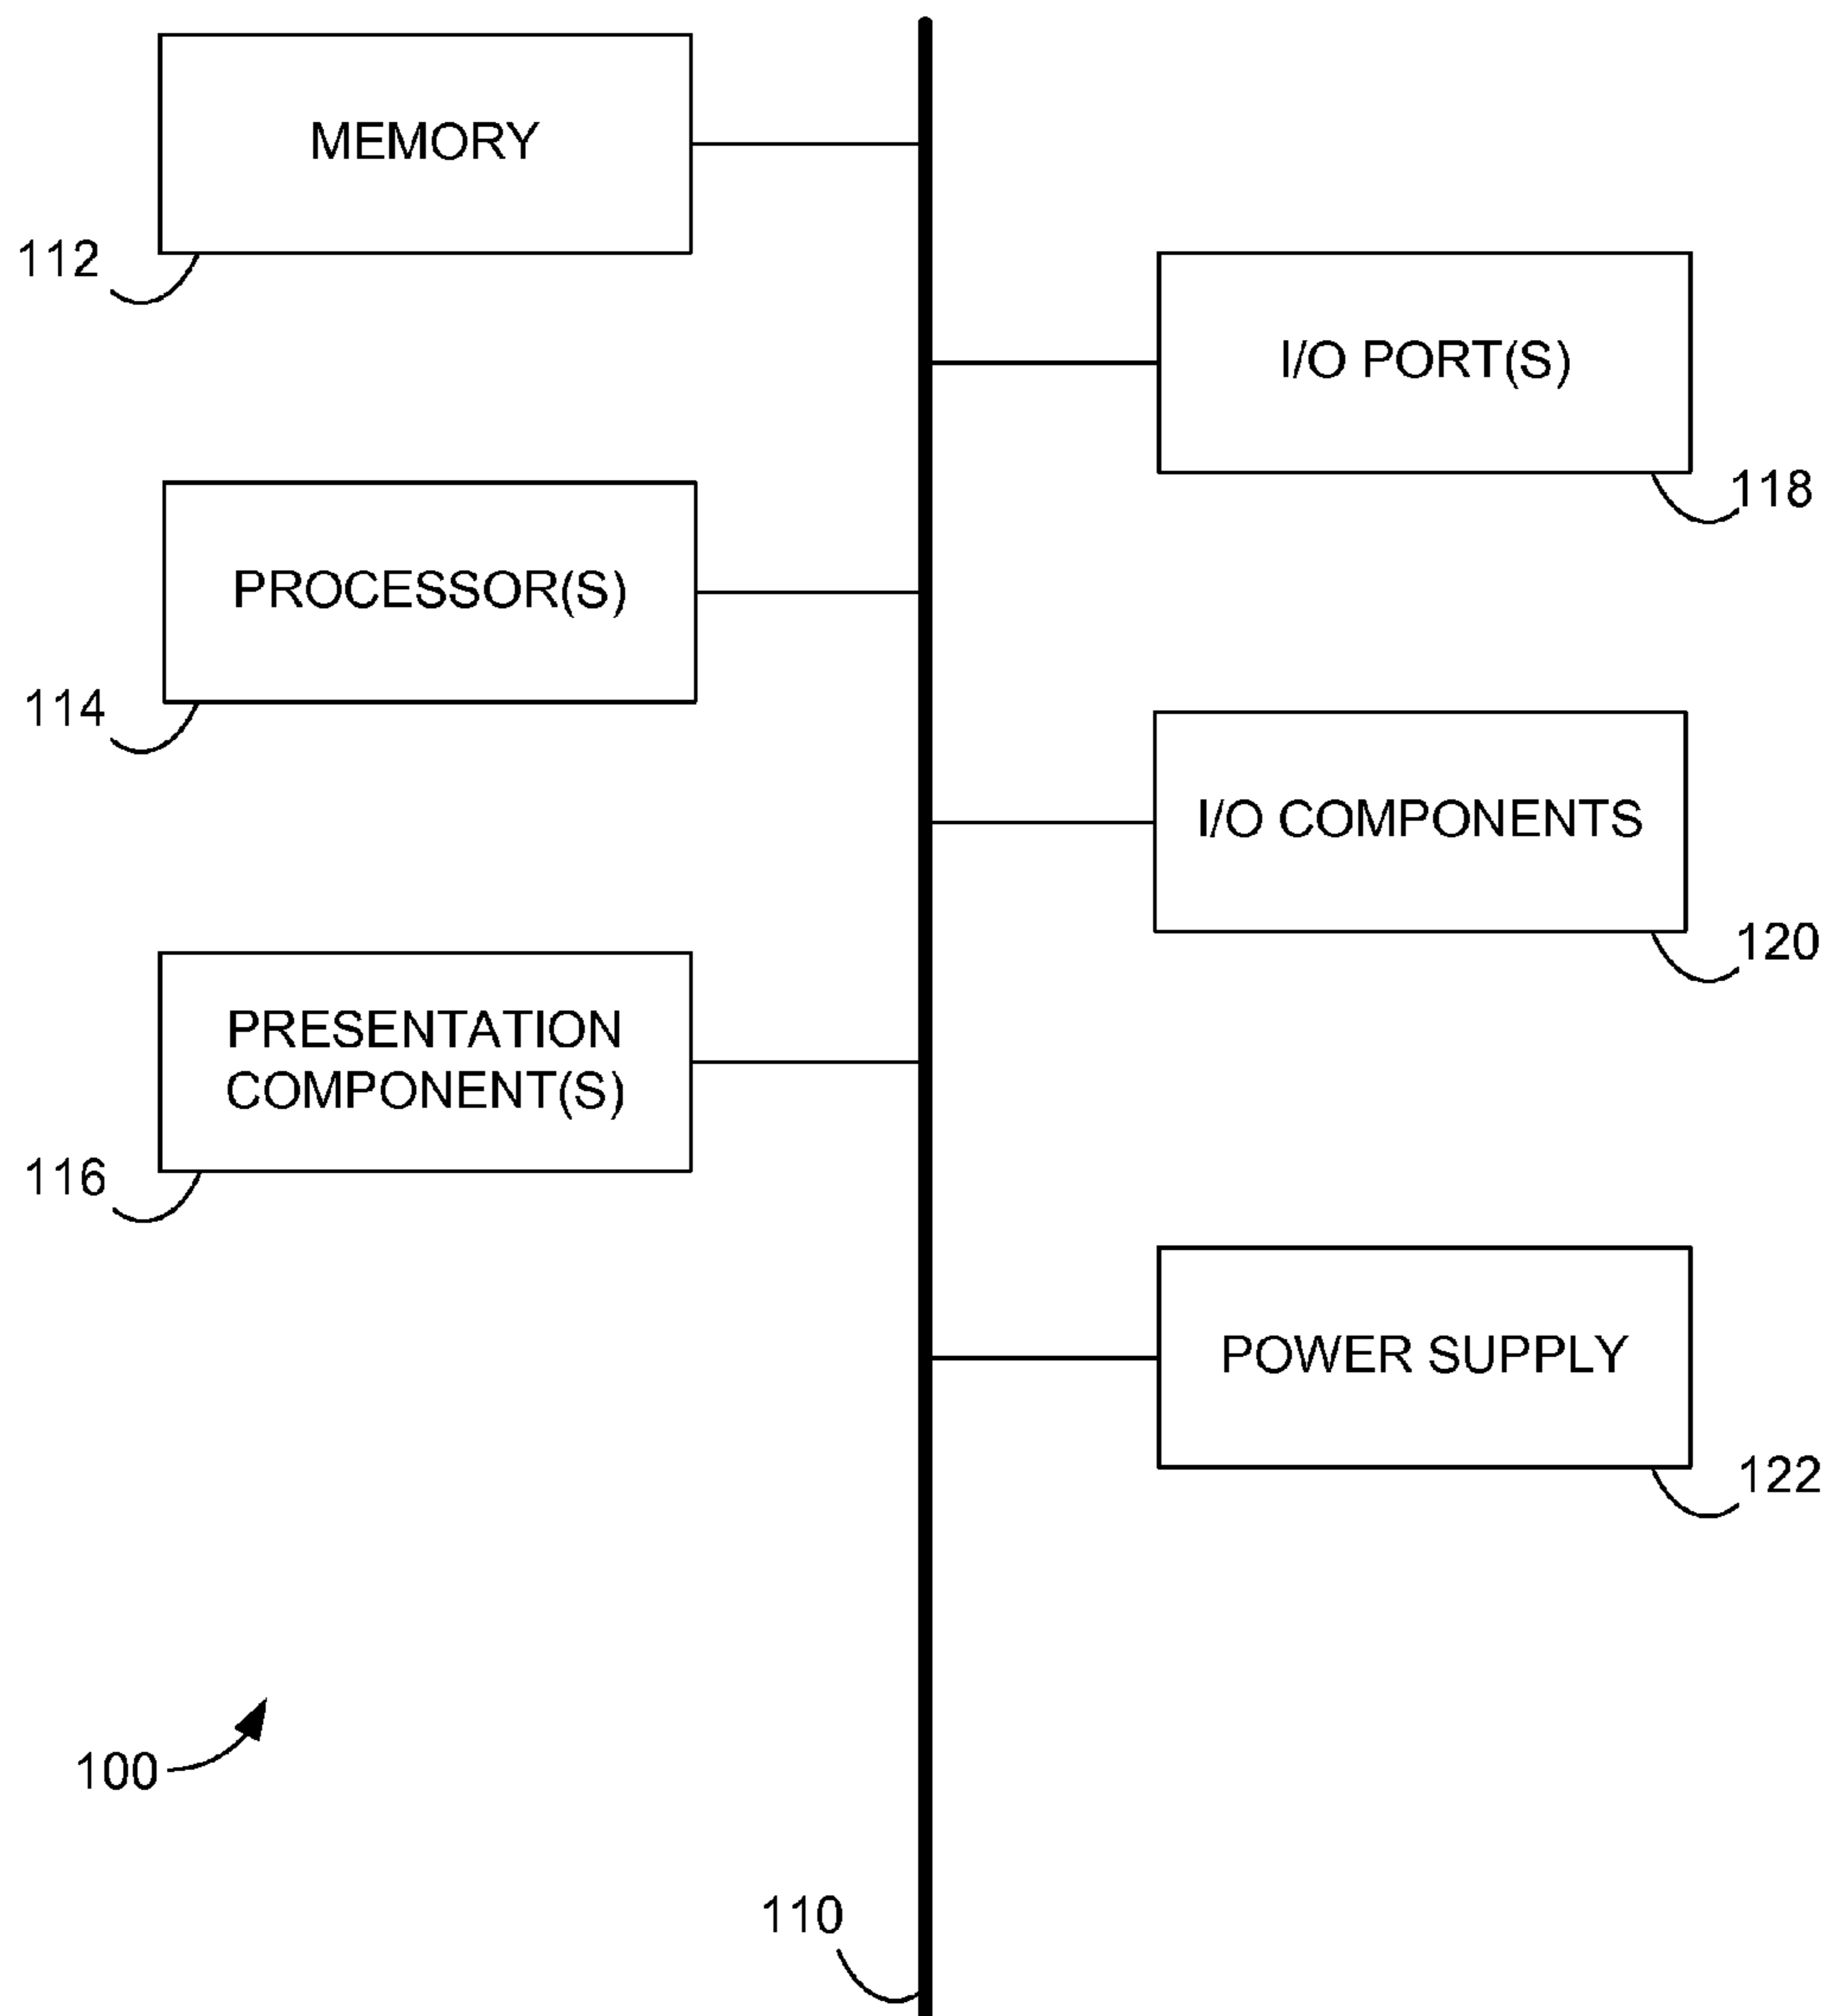 MEMORY
112
I/O PORT(S)
118
PROCESSOR(S)
114
I/O COMPONENTS
120
PRESENTATION
COMPONENT(S)
116
POWER SUPPLY
122
100
110